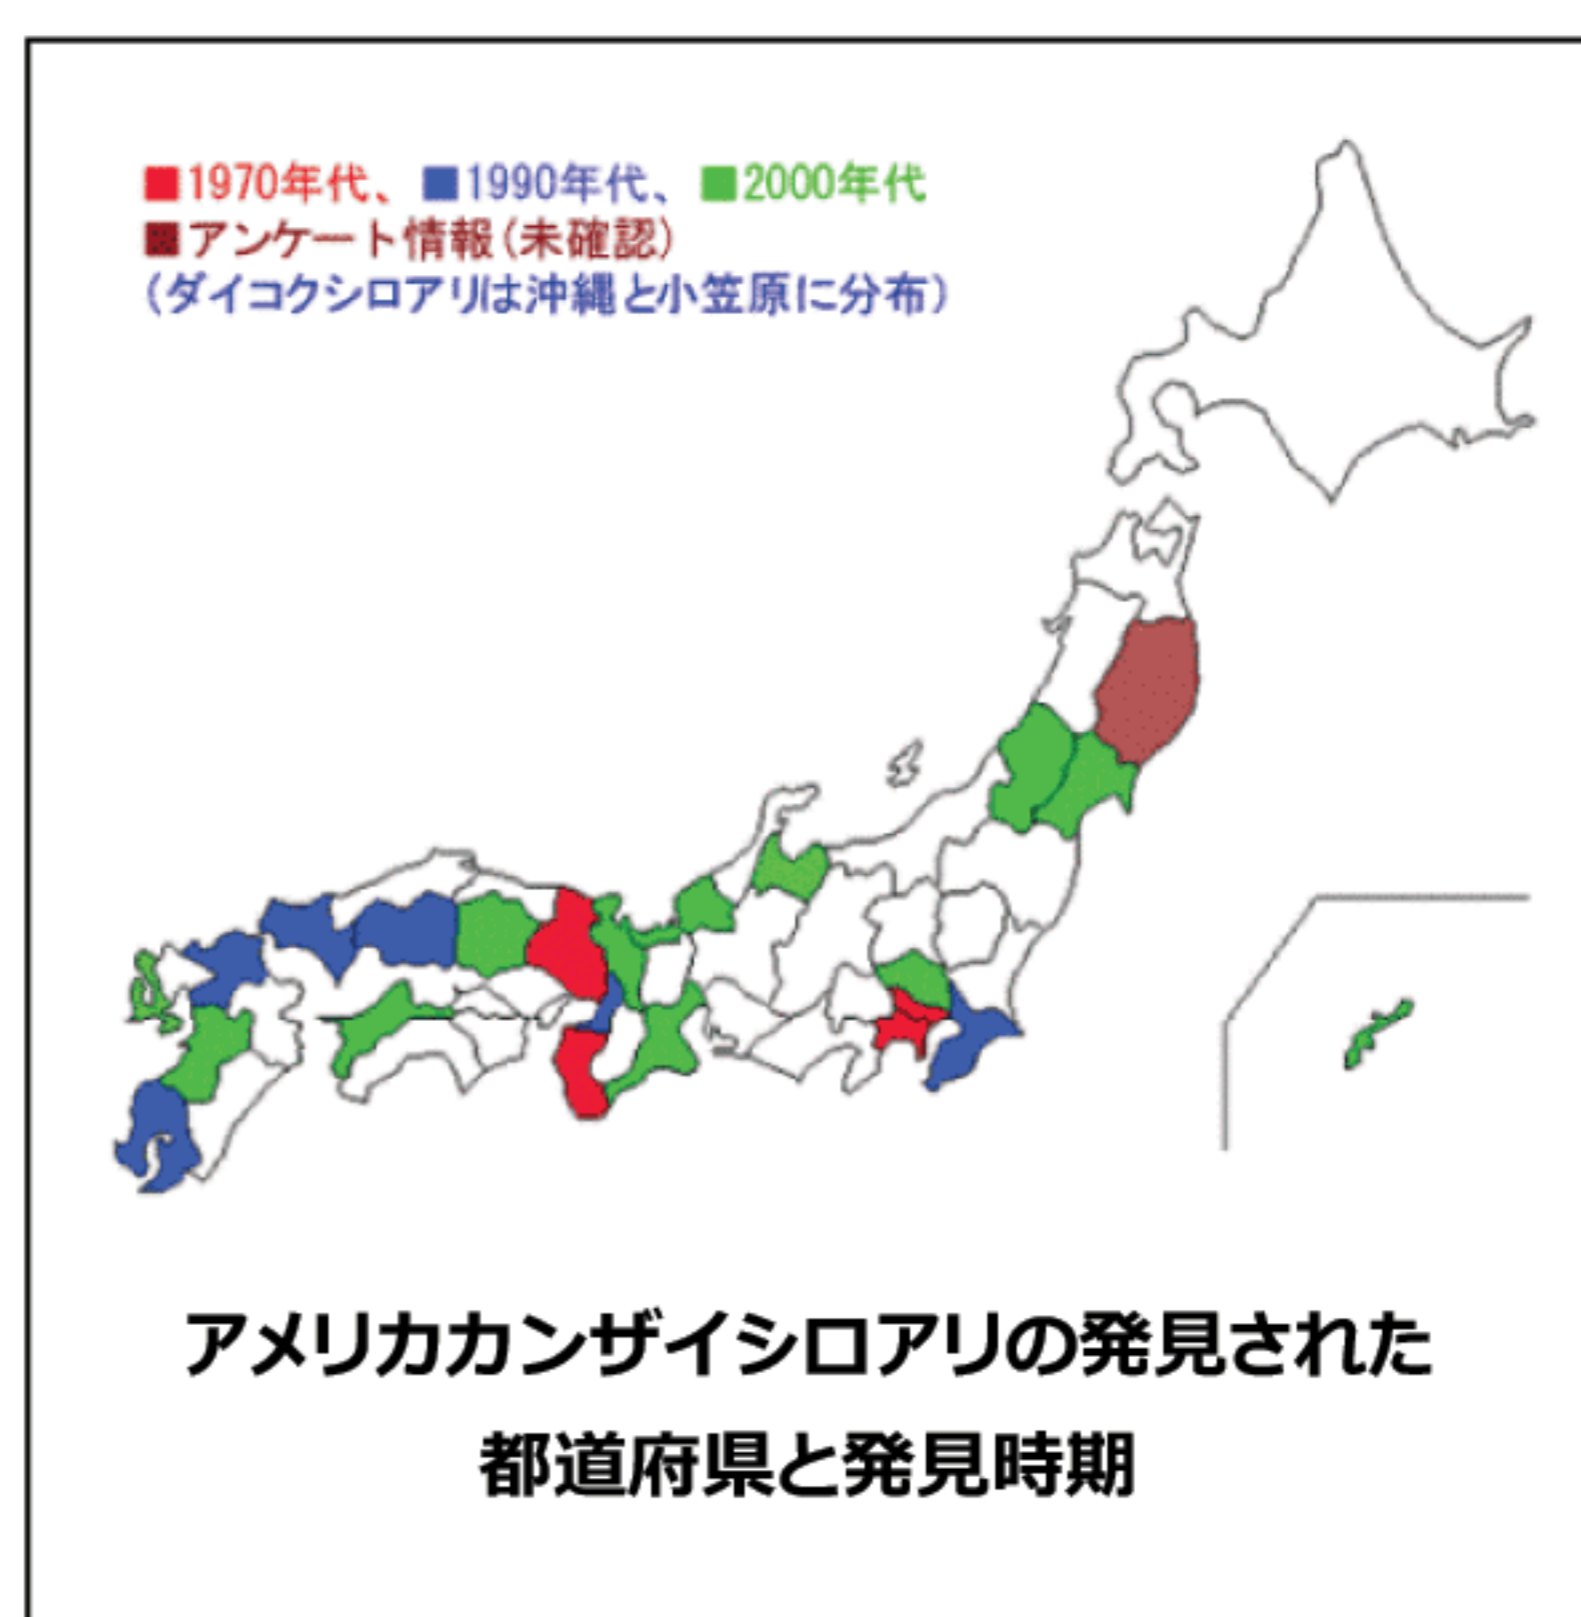 ■1970年代、■1990年代、■2000年代
■アンケート情報(未確認)
(ダイコクシロアリは沖縄と小笠原に分布)
アメリカカンザイシロアリの発見された
都道府県と発見時期